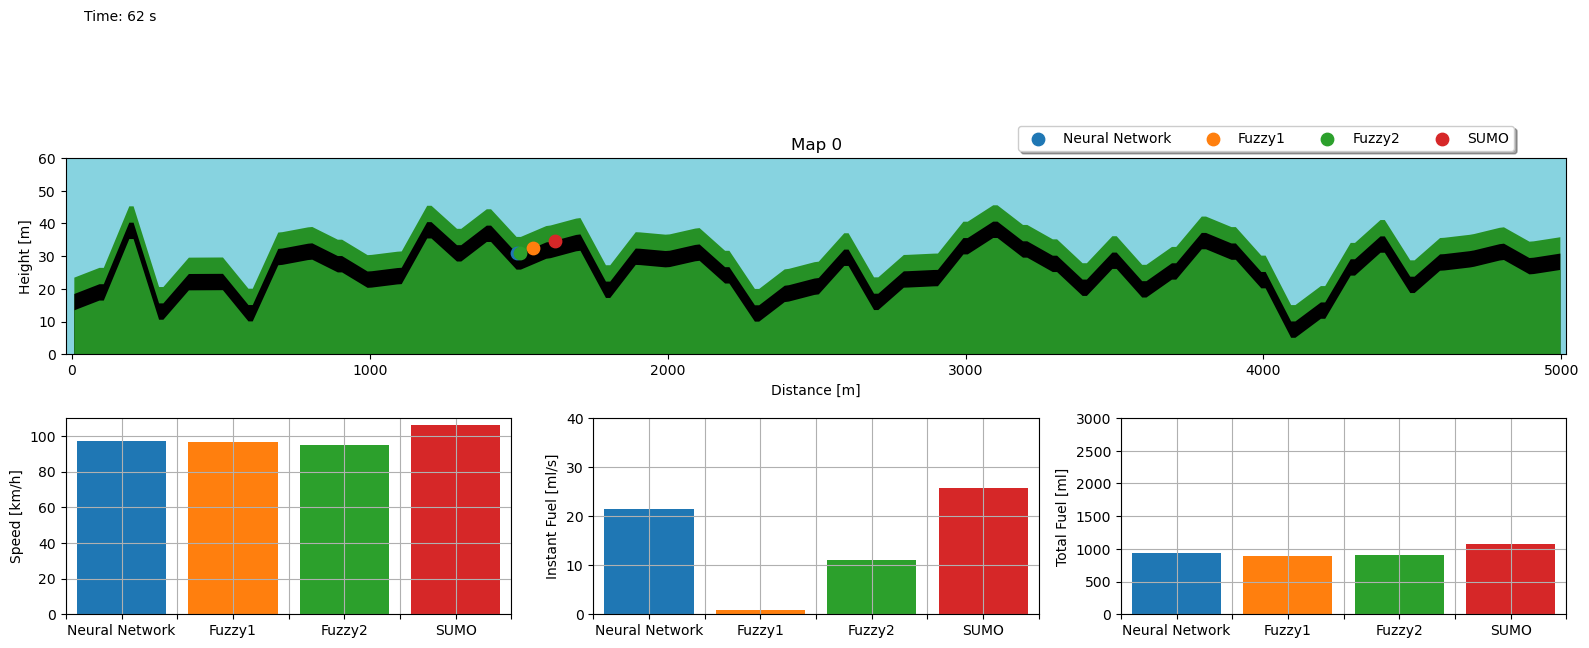 Time: 62 s
Map 0
Neural Network Fuzzy1 Fuzzy2 SUMO
Height [m]
60
50
40
30
20
10
0
0 1000 2000 3000 4000 5000
Distance [m]
Speed [km/h]
100
80
60
40
20
0
Neural Network Fuzzy1 Fuzzy2 SUMO
Instant Fuel [ml/s]
40
30
20
10
0
Neural Network Fuzzy1 Fuzzy2 SUMO
Total Fuel [ml]
3000
2500
2000
1500
1000
500
0
Neural Network Fuzzy1 Fuzzy2 SUMO